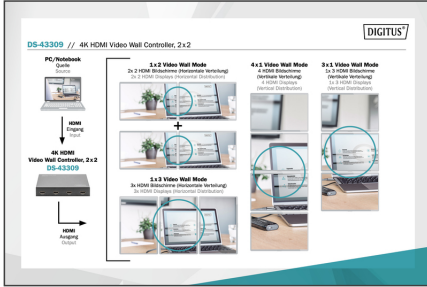 DIGITUS®
DS-43309 // 4K HDMI Video Wall Controller, 2x2
PC/Notebook
Quelle
Source
HDMI
Eingang
Input
4K HDMI
Video Wall Controller, 2x2
DS-43309
HDMI
Ausgang
Output
1x2 Video Wall Mode
2x 2 HDMI Bildschirme (Horizontale Verteilung)
2x 2 HDMI Displays (Horizontal Distribution)
+
1x3 Video Wall Mode
3x HDMI Bildschirme (Horizontale Verteilung)
3x HDMI Displays (Horizontal Distribution)
4x1 Video Wall Mode
4 HDMI Bildschirme
(Vertikale Verteilung)
4 HDMI Displays
(Vertical Distribution)
3x1 Video Wall Mode
1x 3 HDMI Bildschirme
(Vertikale Verteilung)
1x 3 HDMI Displays
(Vertical Distribution)